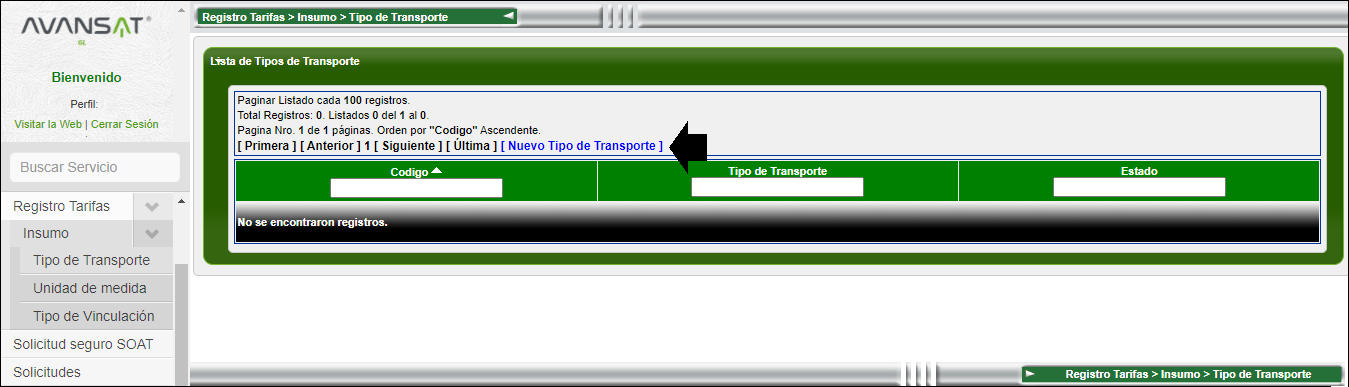 AVANSAT®
GL
Bienvenido
Perfil:
Visitar la Web | Cerrar Sesión
Buscar Servicio
Registro Tarifas
Insumo
Tipo de Transporte
Unidad de medida
Tipo de Vinculación
Solicitud seguro SOAT
Solicitudes
Registro Tarifas > Insumo > Tipo de Transporte
Lista de Tipos de Transporte
Paginar Listado cada 100 registros.
Total Registros: 0. Listados 0 del 1 al 0.
Pagina Nro. 1 de 1 páginas. Orden por "Codigo" Ascendente.
[ Primera ] [ Anterior ] 1 [ Siguiente ] [ Última ] [ Nuevo Tipo de Transporte ]
Codigo Tipo de Transporte Estado
No se encontraron registros.
Registro Tarifas > Insumo > Tipo de Transporte